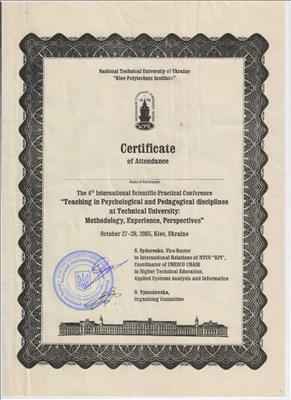 National Technical University of Ukraine
"Kiev Polytechnic Institute"
Certificate
of Attendance
Name of Participant
The 4th International Scientific-Practical Conference
"Teaching in Psychological and Pedagogical disciplines
at Technical University:
Methodology, Experience, Perspectives"
October 27-28, 2005, Kiev, Ukraine
S. Sydorenko, Vice-Rector
in International Relations of NTUU "KPI",
Coordinator of UNESCO CHAIR
in Higher Technical Education,
Applied Systems Analysis and Informatics
Organizing Committee